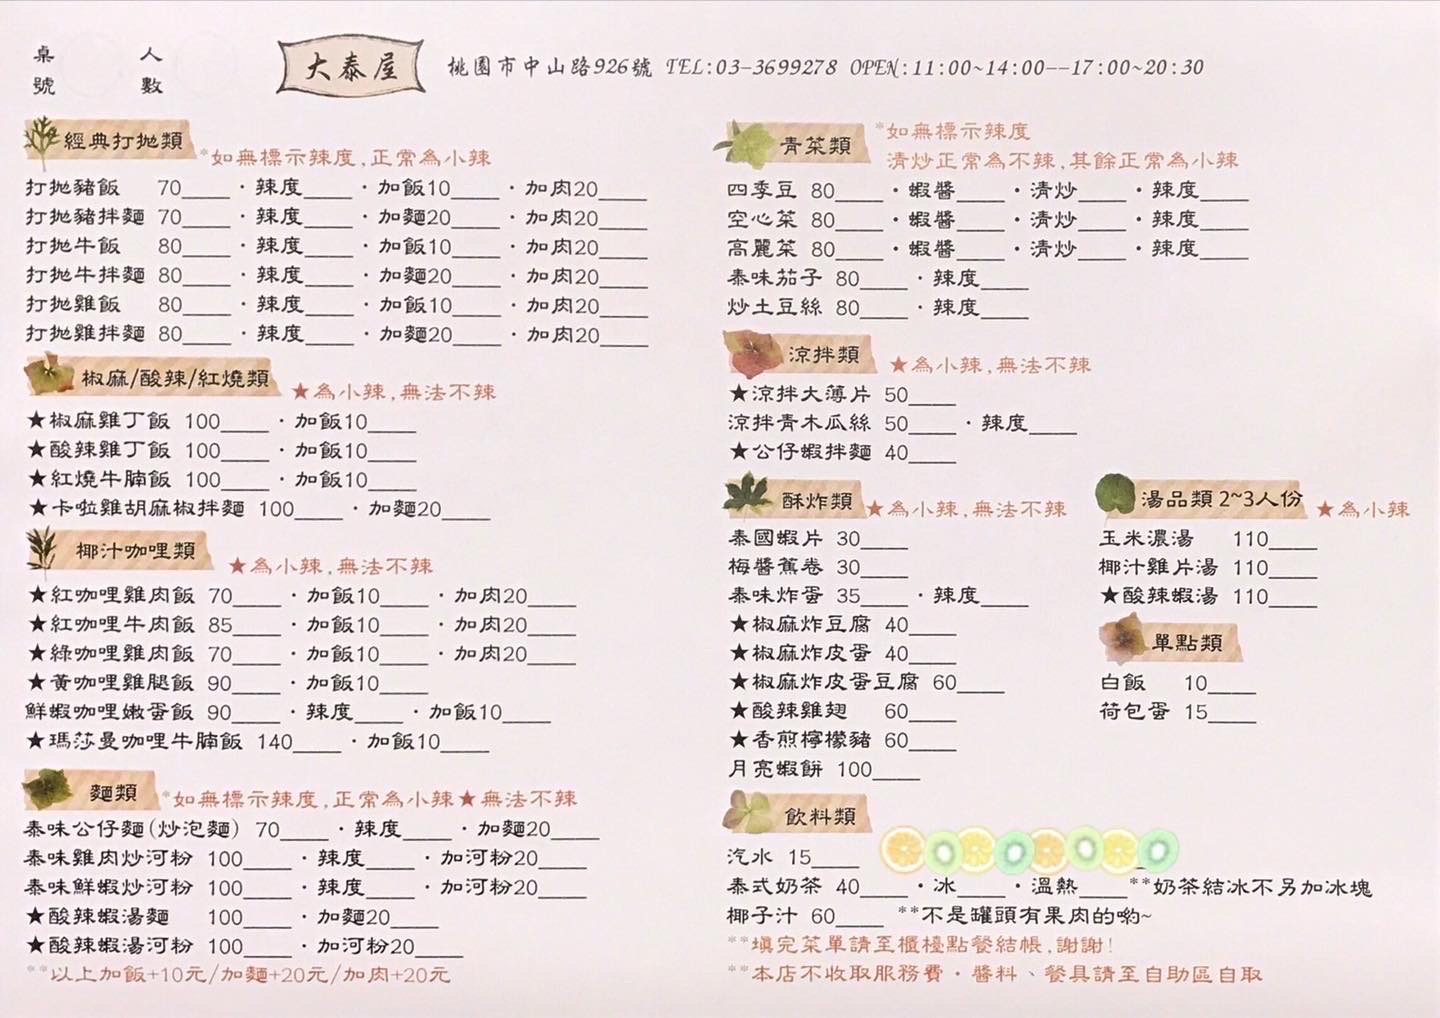 桌號
人數
大泰屋
桃園市中山路926號 TEL:03-3699278 OPEN:11:00~14:00--17:00~20:30
經典打拋類
*如無標示辣度,正常為小辣
打拋豬飯 70____ ·辣度____ ·加飯10____ ·加肉20____
打拋豬拌麵 70____ ·辣度____ ·加麵20____ ·加肉20____
打拋牛飯 80____ ·辣度____ ·加飯10____ ·加肉20____
打拋牛拌麵 80____ ·辣度____ ·加麵20____ ·加肉20____
打拋雞飯 80____ ·辣度____ ·加飯10____ ·加肉20____
打拋雞拌麵 80____ ·辣度____ ·加麵20____ ·加肉20____
椒麻/酸辣/紅燒類
★為小辣,無法不辣
★椒麻雞丁飯 100____ ·加飯10____
★酸辣雞丁飯 100____ ·加飯10____
★紅燒牛腩飯 100____ ·加飯10____
★卡啦雞胡麻椒拌麵 100____ ·加麵20____
椰汁咖哩類
★為小辣,無法不辣
★紅咖哩雞肉飯 70____ ·加飯10____ ·加肉20____
★紅咖哩牛肉飯 85____ ·加飯10____ ·加肉20____
★綠咖哩雞肉飯 70____ ·加飯10____ ·加肉20____
★黃咖哩雞腿飯 90____ ·加飯10____
鮮蝦咖哩嫩蛋飯 90____ ·辣度____ ·加飯10____
★瑪莎曼咖哩牛腩飯 140____ ·加飯10____
麵類
*如無標示辣度,正常為小辣★無法不辣
泰味公仔麵(炒泡麵) 70____ ·辣度____ ·加麵20____
泰味雞肉炒河粉 100____ ·辣度____ ·加河粉20____
泰味鮮蝦炒河粉 100____ ·辣度____ ·加河粉20____
★酸辣蝦湯麵 100____ ·加麵20____
★酸辣蝦湯河粉 100____ ·加河粉20____
**以上加飯+10元/加麵+20元/加肉+20元
青菜類
*如無標示辣度
清炒正常為不辣,其餘正常為小辣
四季豆 80____ ·蝦醬____ ·清炒____ ·辣度____
空心菜 80____ ·蝦醬____ ·清炒____ ·辣度____
高麗菜 80____ ·蝦醬____ ·清炒____ ·辣度____
泰味茄子 80____ ·辣度____
炒土豆絲 80____ ·辣度____
涼拌類
★為小辣,無法不辣
★涼拌大薄片 50____
涼拌青木瓜絲 50____ ·辣度____
★公仔蝦拌麵 40____
酥炸類
★為小辣,無法不辣
泰國蝦片 30____
梅醬蕉卷 30____
泰味炸蛋 35____ ·辣度____
★椒麻炸豆腐 40____
★椒麻炸皮蛋 40____
★椒麻炸皮蛋豆腐 60____
★酸辣雞翅 60____
★香煎檸檬豬 60____
月亮蝦餅 100____
湯品類 2~3人份
★為小辣
玉米濃湯 110____
椰汁雞片湯 110____
★酸辣蝦湯 110____
單點類
白飯 10____
荷包蛋 15____
飲料類
汽水 15____
泰式奶茶 40____ ·冰____ ·溫熱____**奶茶結冰不另加冰塊
椰子汁 60____ **不是罐頭有果肉的喲~
**填完菜單請至櫃檯點餐結帳,謝謝!
**本店不收取服務費·醬料、餐具請至自助區自取